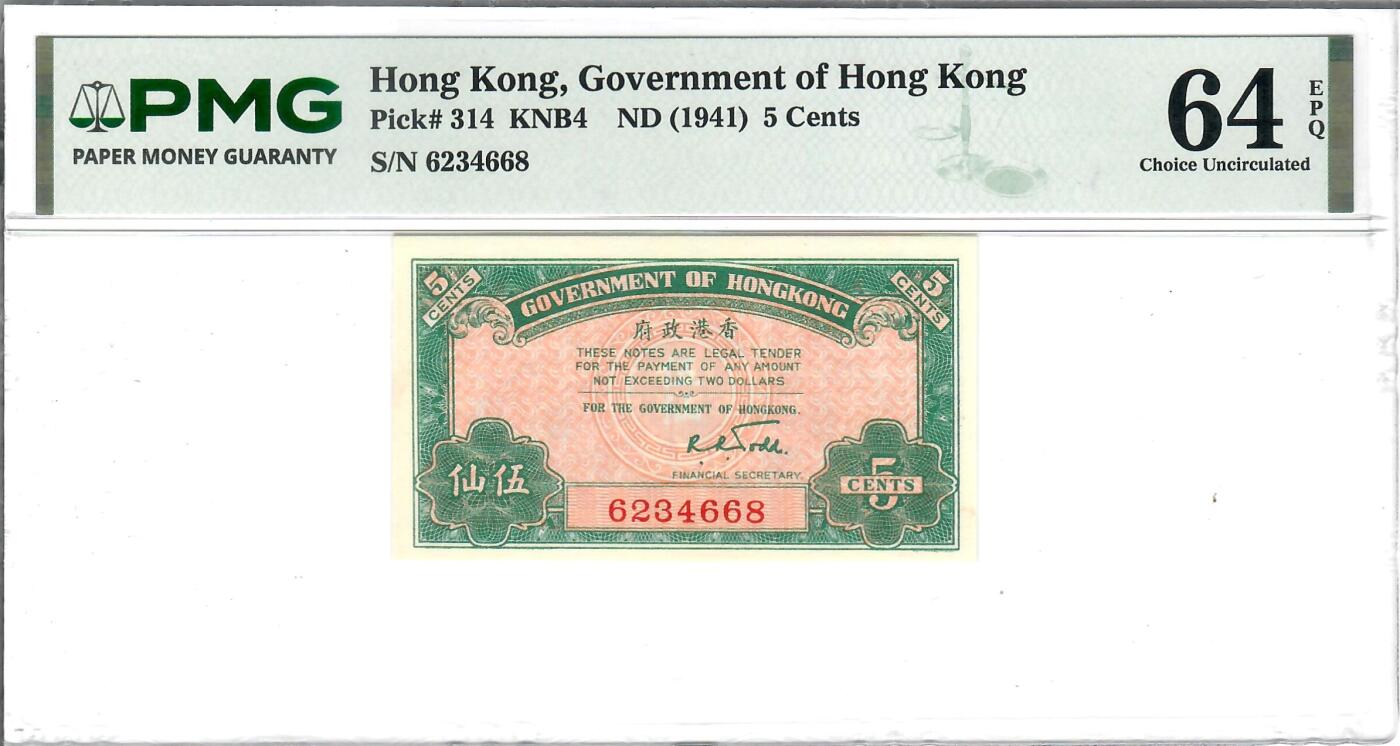 PMG
PAPER MONEY GUARANTY
Hong Kong, Government of Hong Kong
Pick# 314 KNB4 ND (1941) 5 Cents
S/N 6234668
64
EPQ
Choice Uncirculated
5 CENTS
GOVERNMENT OF HONGKONG
5 CENTS
府政港香
THESE NOTES ARE LEGAL TENDER
FOR THE PAYMENT OF ANY AMOUNT
NOT EXCEEDING TWO DOLLARS
FOR THE GOVERNMENT OF HONGKONG.
R. R. Todd.
FINANCIAL SECRETARY.
仙伍
5 CENTS
6234668